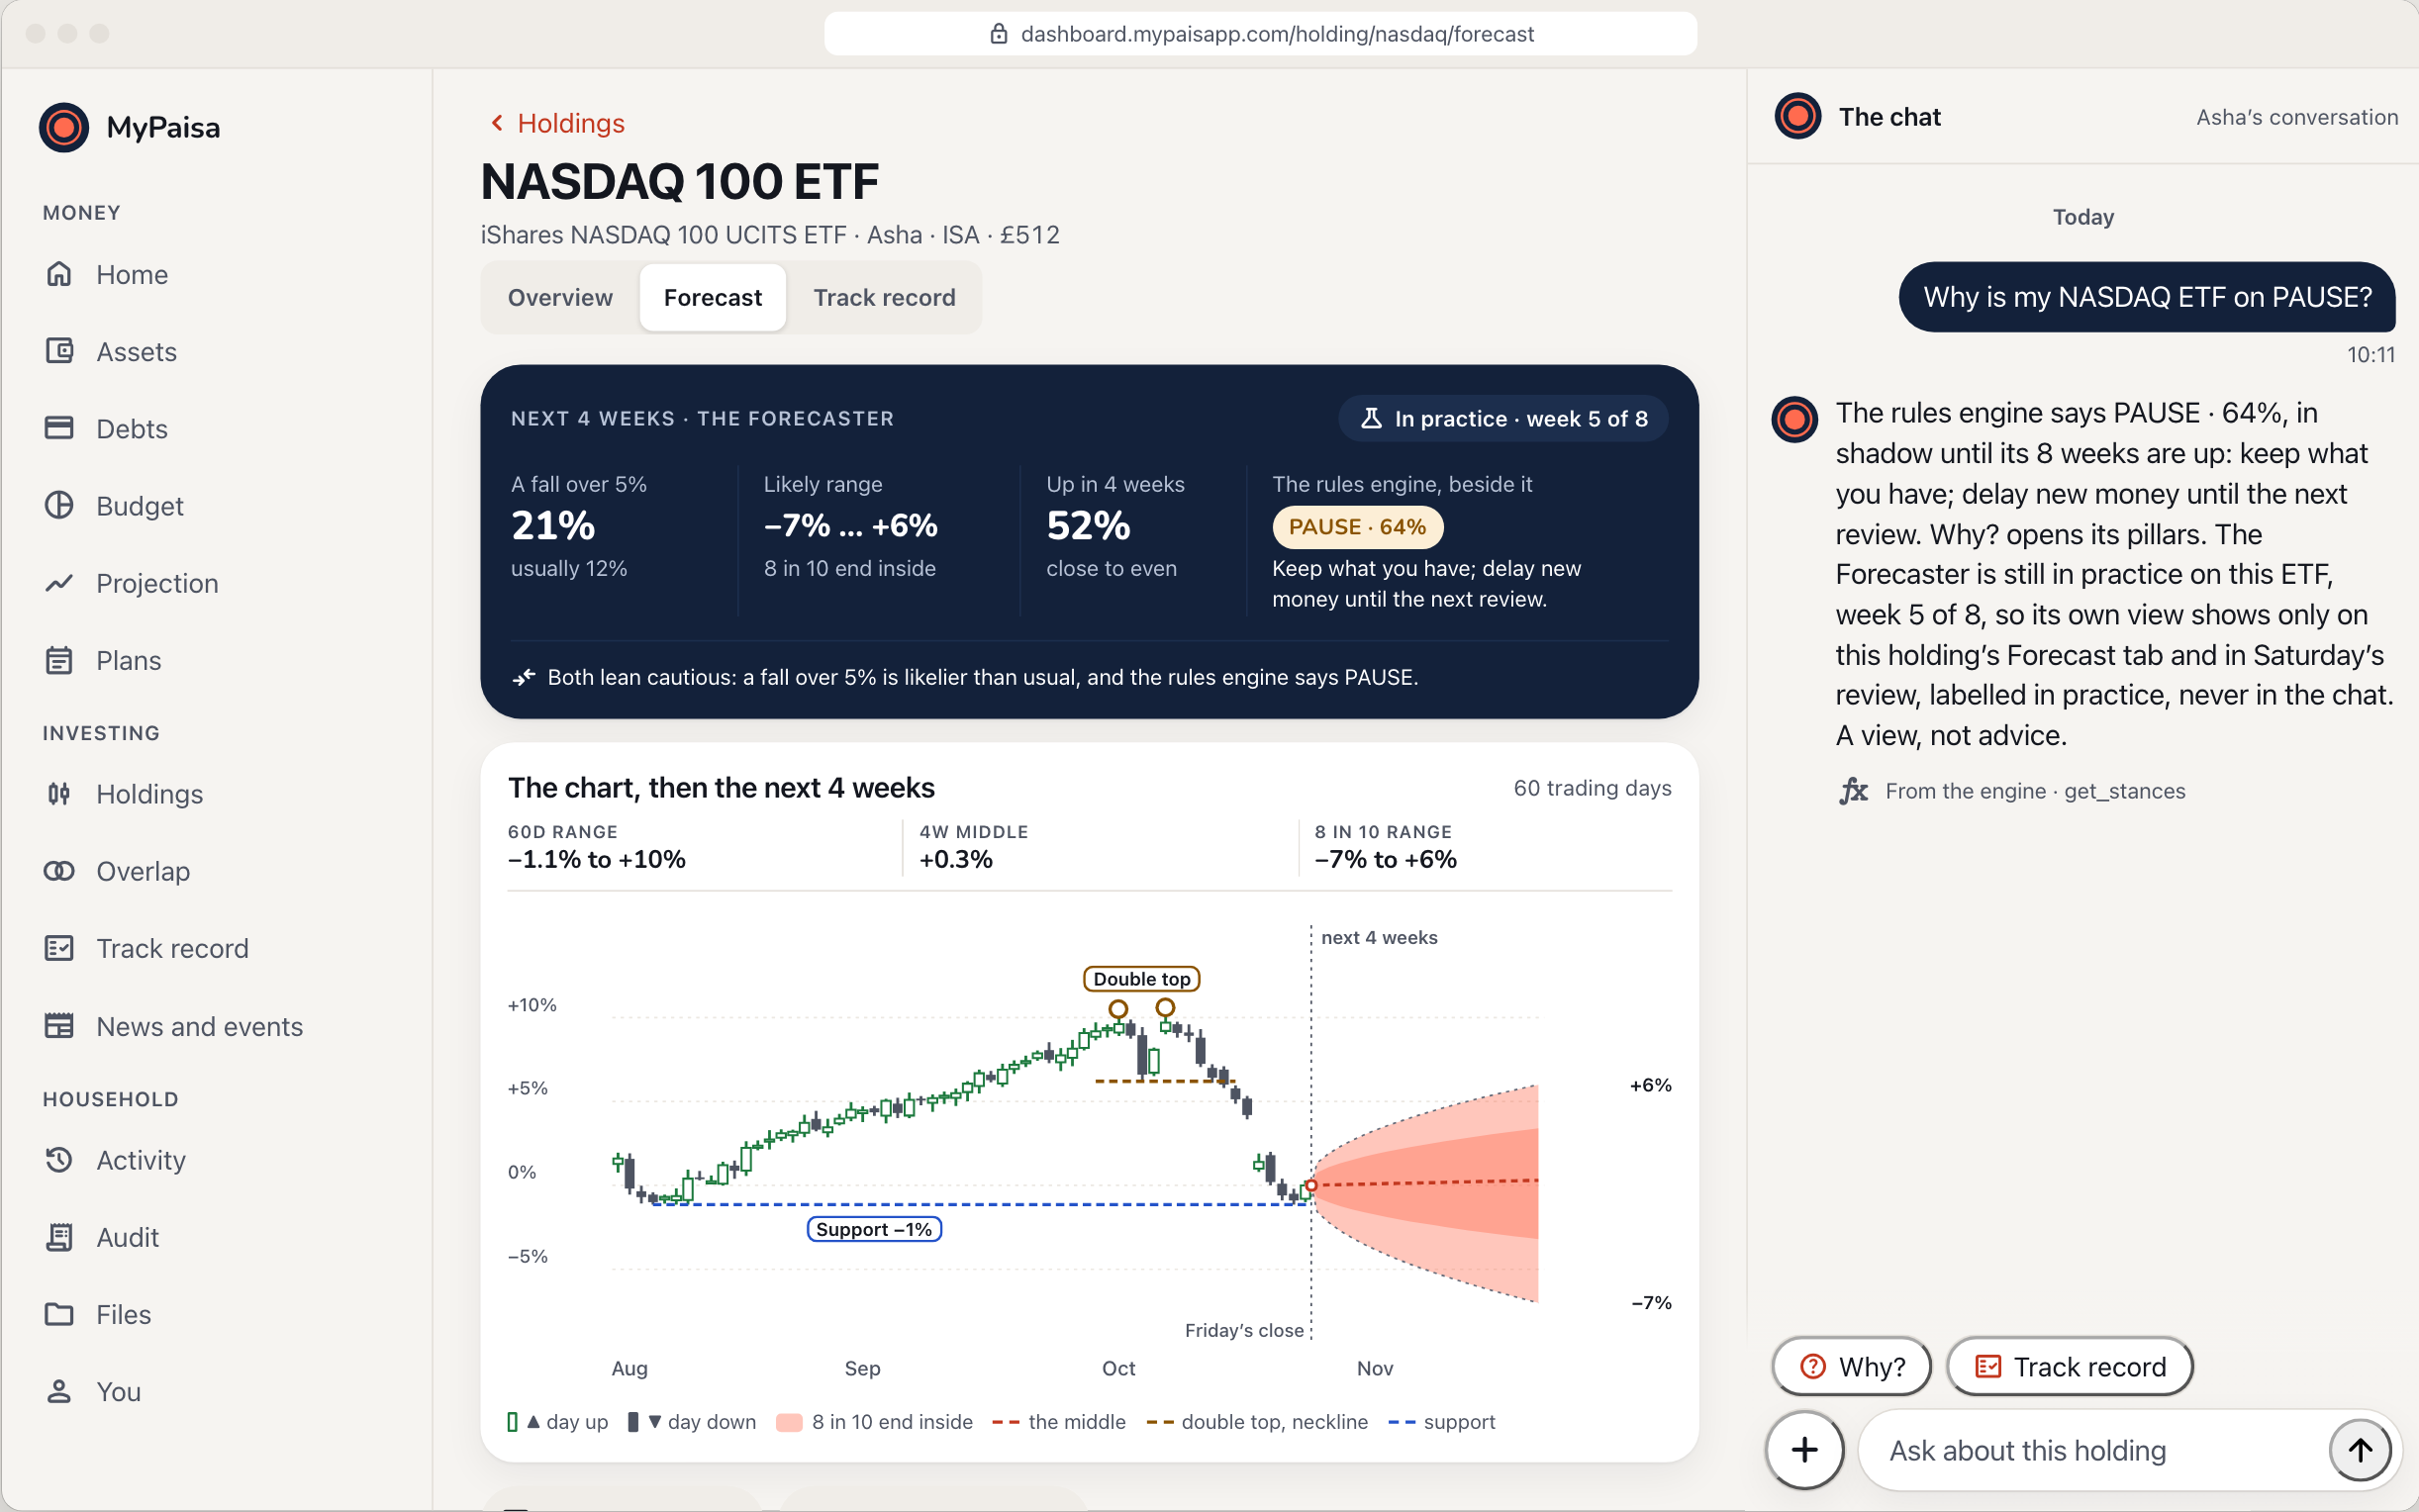 dashboard.mypaisapp.com/holding/nasdaq/forecast
MyPaisa
MONEY
Home
Assets
Debts
Budget
Projection
Plans
INVESTING
Holdings
Overlap
Track record
News and events
HOUSEHOLD
Activity
Audit
Files
You
Holdings
NASDAQ 100 ETF
iShares NASDAQ 100 UCITS ETF · Asha · ISA · £512
Overview
Forecast
Track record
NEXT 4 WEEKS · THE FORECASTER
In practice · week 5 of 8
A fall over 5%
21%
usually 12%
Likely range
−7% … +6%
8 in 10 end inside
Up in 4 weeks
52%
close to even
The rules engine, beside it
PAUSE · 64%
Keep what you have; delay new
money until the next review.
Both lean cautious: a fall over 5% is likelier than usual, and the rules engine says PAUSE.
The chart, then the next 4 weeks
60 trading days
60D RANGE
−1.1% to +10%
4W MIDDLE
+0.3%
8 IN 10 RANGE
−7% to +6%
next 4 weeks
Double top
+10%
+5%
0%
−5%
+6%
−7%
Support −1%
Friday’s close
Aug
Sep
Oct
Nov
▲ day up
▼ day down
8 in 10 end inside
the middle
double top, neckline
support
The chat
Asha’s conversation
Today
Why is my NASDAQ ETF on PAUSE?
10:11
The rules engine says PAUSE · 64%, in
shadow until its 8 weeks are up: keep what
you have; delay new money until the next
review. Why? opens its pillars. The
Forecaster is still in practice on this ETF,
week 5 of 8, so its own view shows only on
this holding’s Forecast tab and in Saturday’s
review, labelled in practice, never in the chat.
A view, not advice.
From the engine · get_stances
Why?
Track record
Ask about this holding